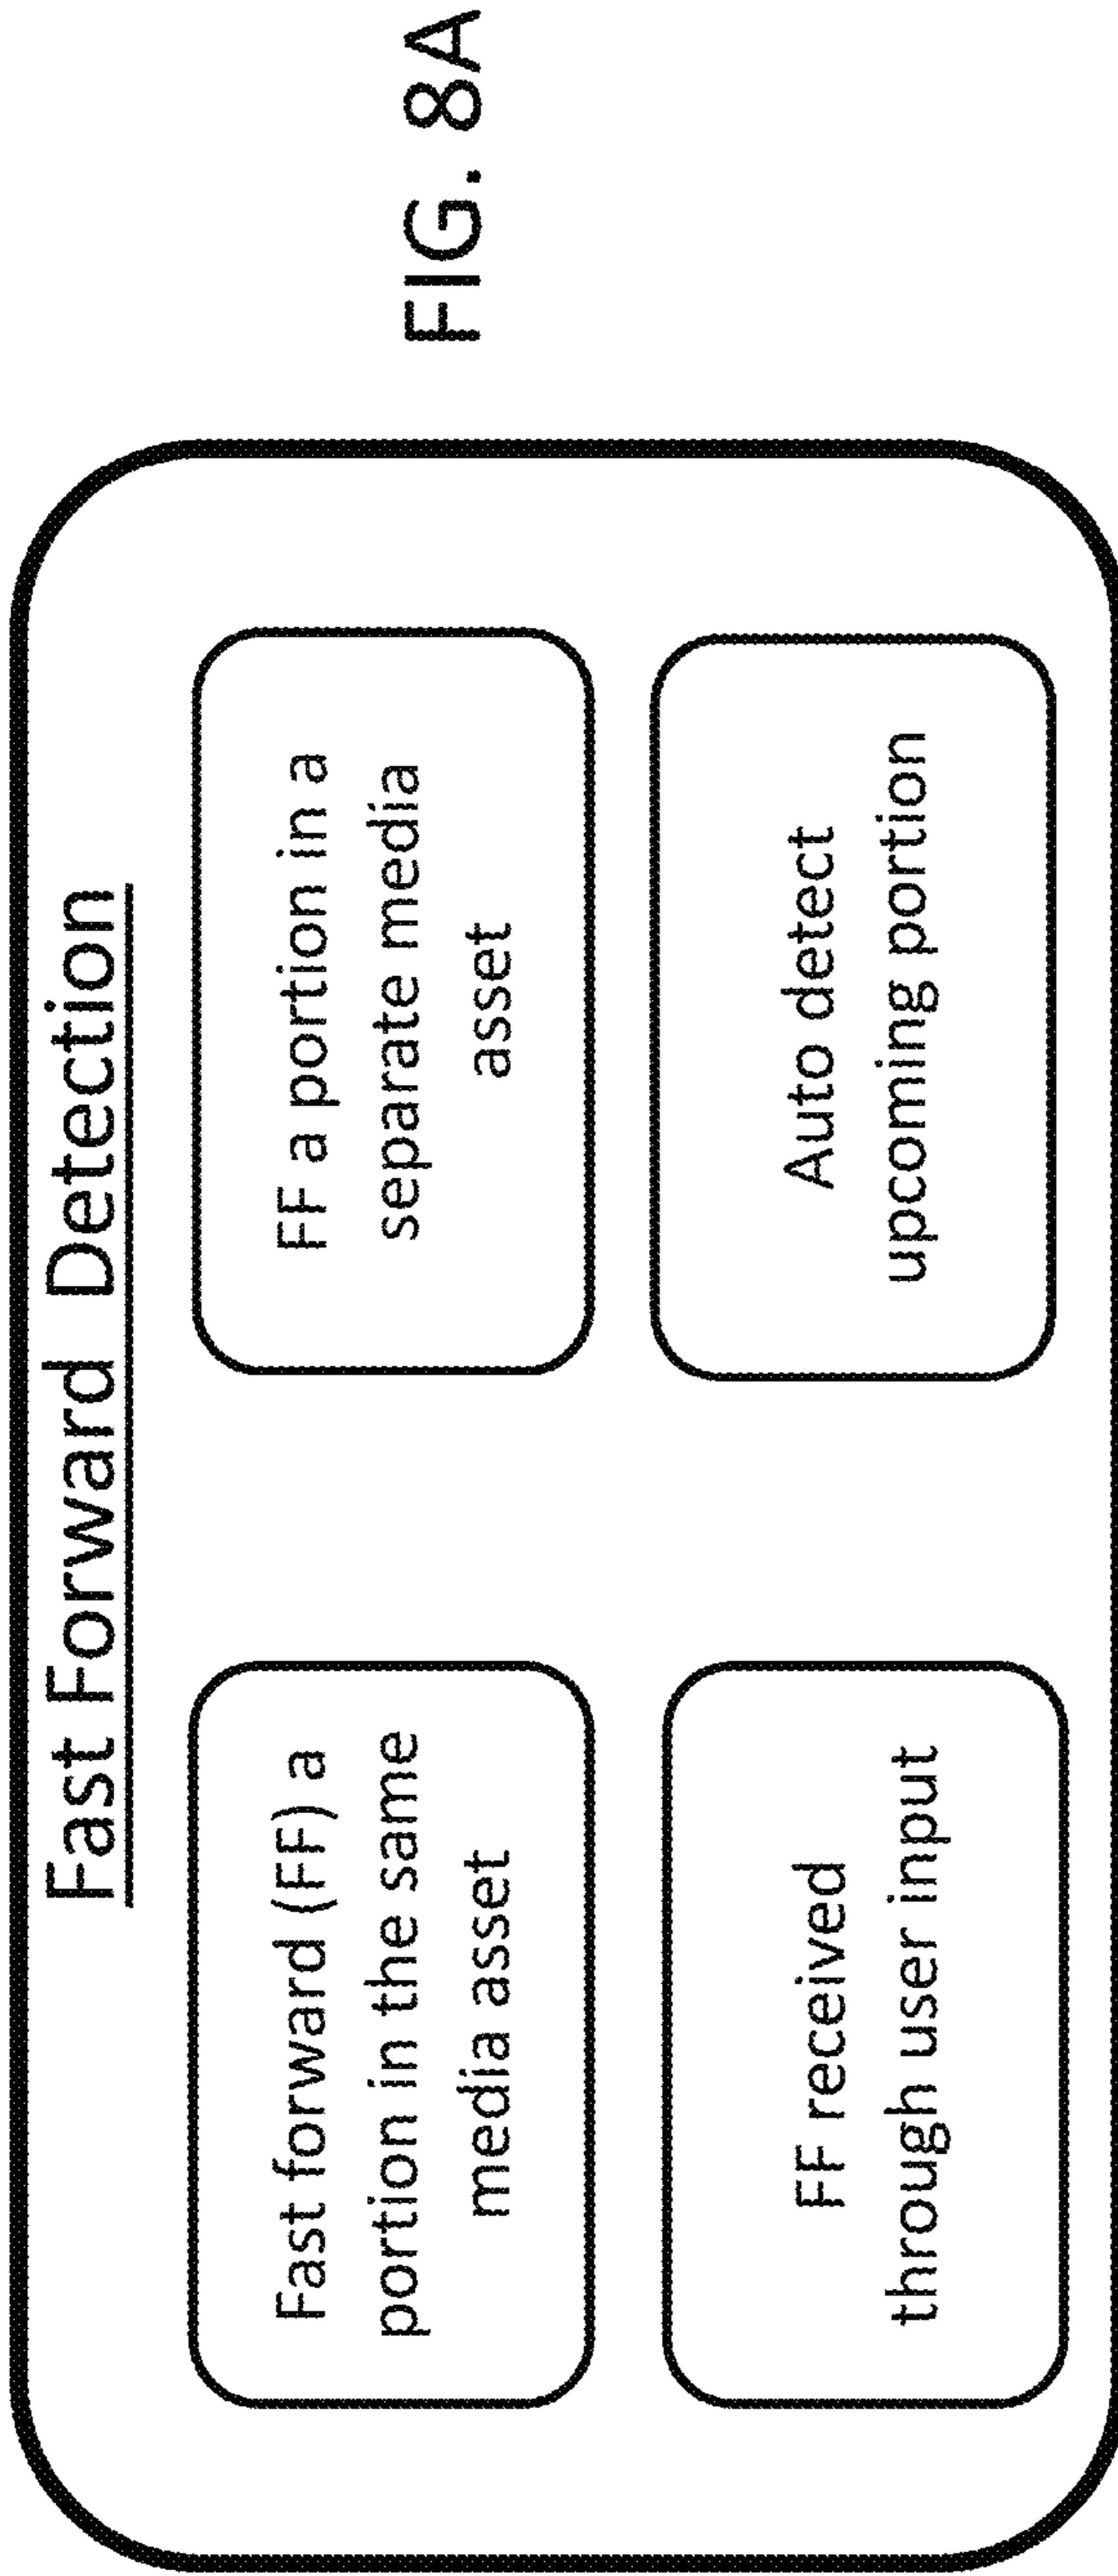 Fast Forward Detection
Fast forward (FF) a
portion in the same
media asset
FF a portion in a
separate media
asset
FF received
through user input
Auto detect
upcoming portion
FIG. 8A